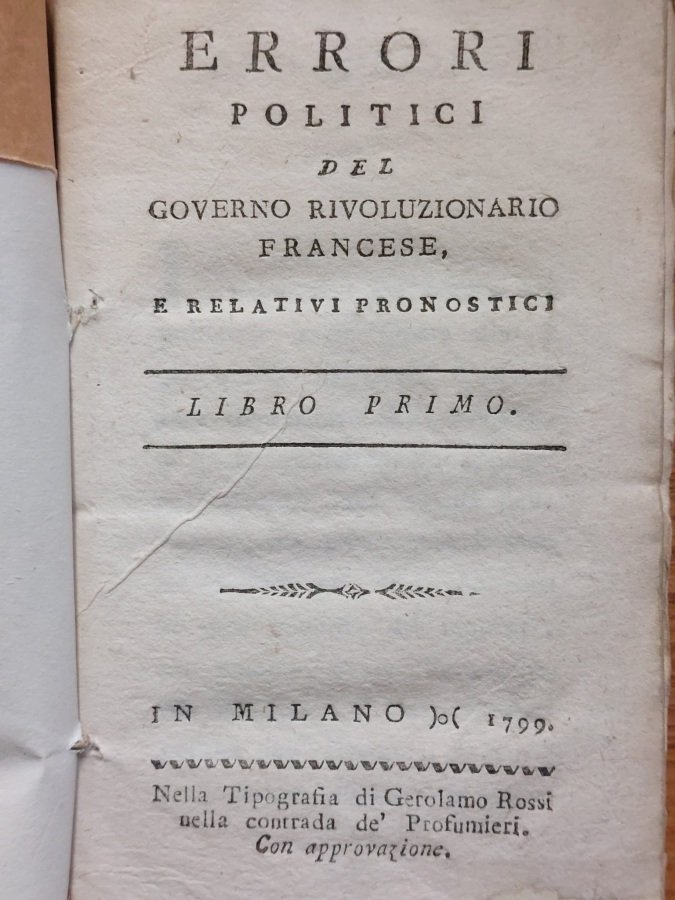 ERRORI
POLITICI
DEL
GOVERNO RIVOLUZIONARIO
FRANCESE,
E RELATIVI PRONOSTICI
LIBRO PRIMO.
IN MILANO )o( 1799.
Nella Tipografia di Gerolamo Rossi
nella contrada de' Profumieri.
Con approvazione.